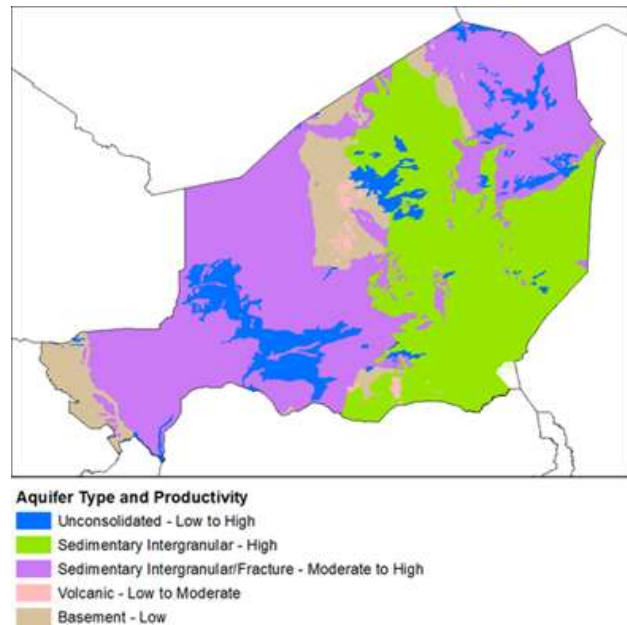 Aquifer Type and Productivity
Unconsolidated - Low to High
Sedimentary Intergranular - High
Sedimentary Intergranular/Fracture - Moderate to High
Volcanic - Low to Moderate
Basement - Low